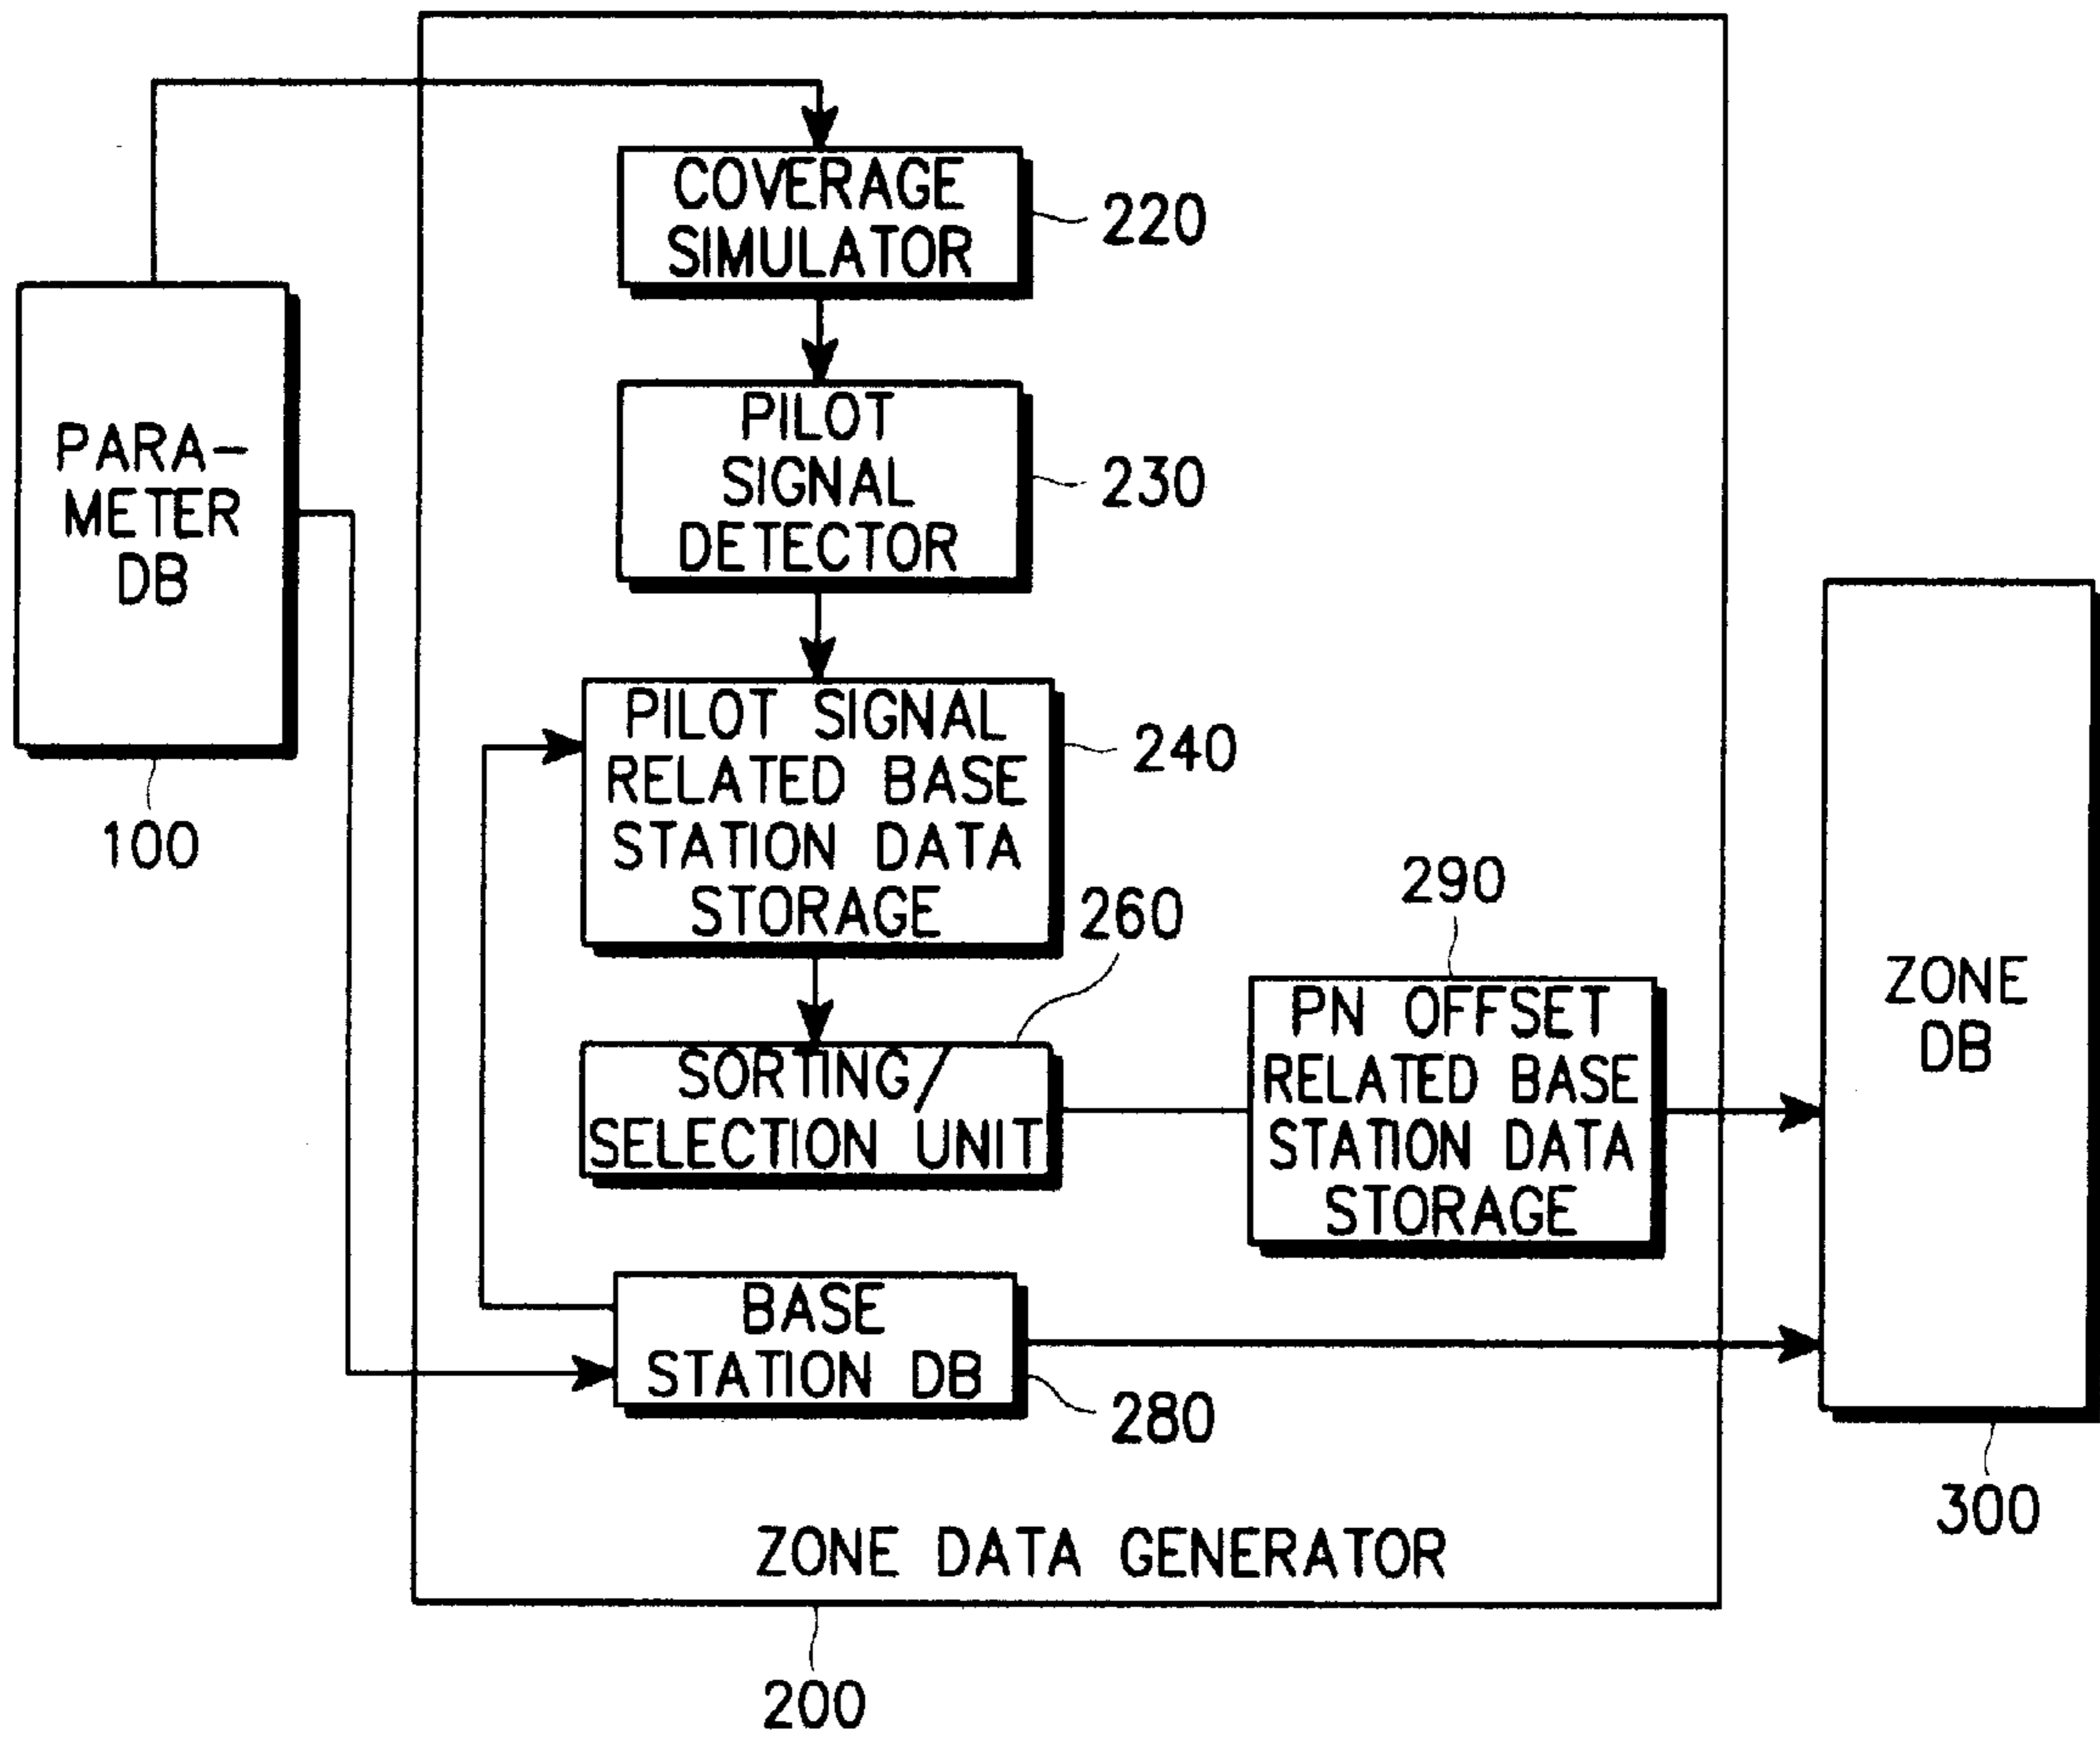 COVERAGE
SIMULATOR
220
PILOT
SIGNAL
DETECTOR
230
PARA-
METER
DB
100
PILOT SIGNAL
RELATED BASE
STATION DATA
STORAGE
240
260
SORTING/
SELECTION UNIT
290
PN OFFSET
RELATED BASE
STATION DATA
STORAGE
ZONE
DB
300
BASE
STATION DB
280
ZONE DATA GENERATOR
200